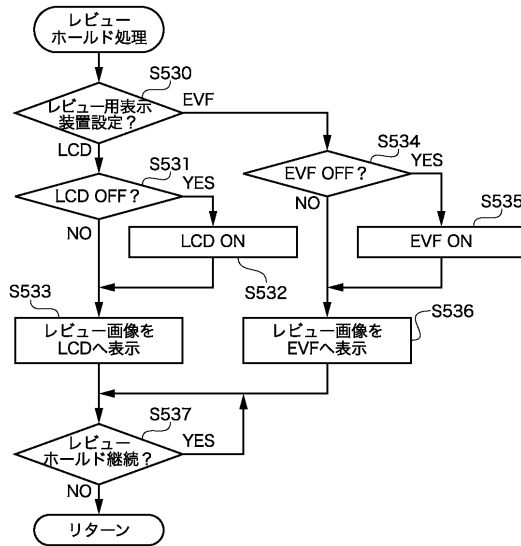 レビュー
ホールド処理
S530
レビュー用表示
装置設定？
EVF
LCD
S531
LCD OFF？
YES
NO
LCD ON
S532
S534
EVF OFF？
YES
NO
S535
EVF ON
S533
レビュー画像を
LCDへ表示
レビュー画像を
EVFへ表示
S536
S537
レビュー
ホールド継続？
YES
NO
リターン